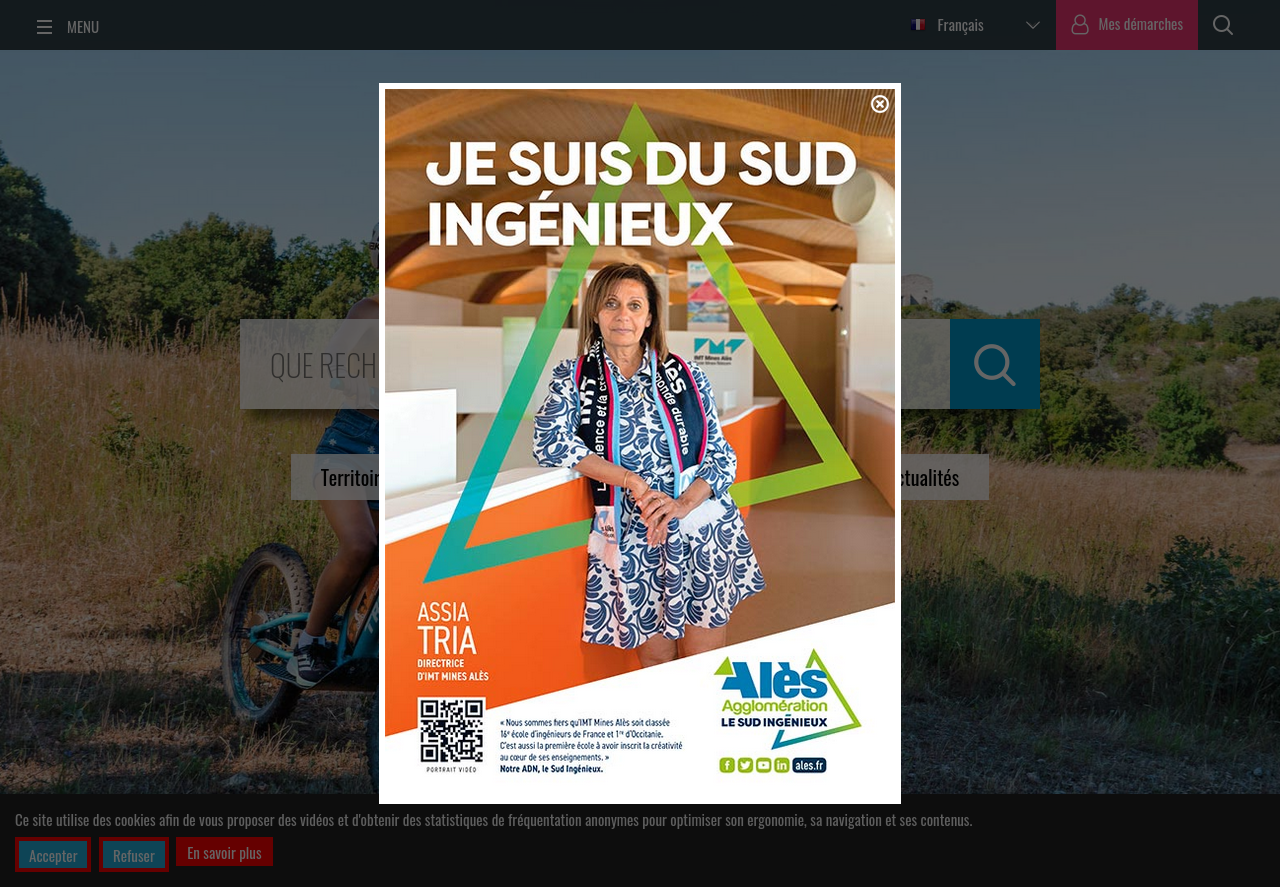 MENU
Français
Mes démarches
JE SUIS DU SUD
INGÉNIEUX
QUE RECH
Territoir
ctualités
IMT Mines Alès
IMT
lès
monde durable
ASSIA
TRIA
DIRECTRICE
D'IMT MINES ALÈS
PORTRAIT VIDÉO
« Nous sommes fiers qu'IMT Mines Alès soit classée
16e école d'ingénieurs de France et 1re d'Occitanie.
C'est aussi la première école à avoir inscrit la créativité
au cœur de ses enseignements. »
Notre ADN, le Sud Ingénieux.
Alès
Agglomération
LE SUD INGÉNIEUX
ales.fr
Ce site utilise des cookies afin de vous proposer des vidéos et d'obtenir des statistiques de fréquentation anonymes pour optimiser son ergonomie, sa navigation et ses contenus.
Accepter
Refuser
En savoir plus